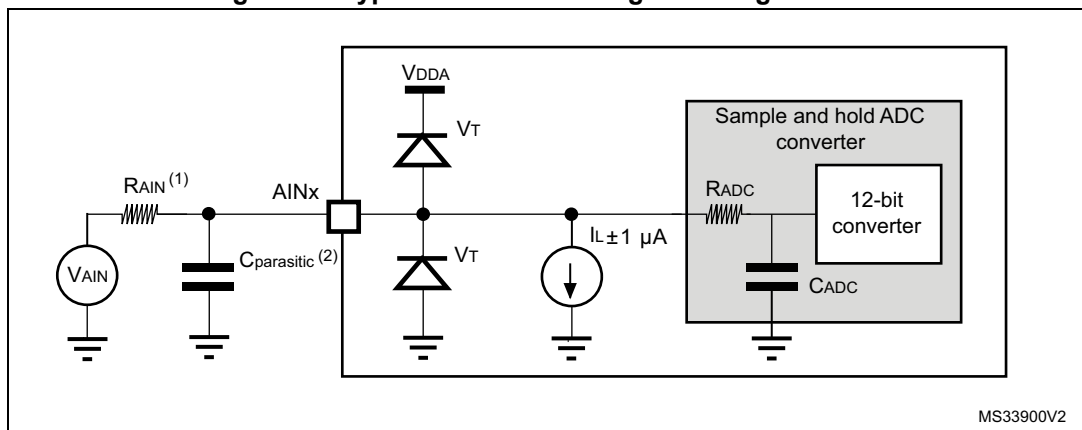 VDDA
Sample and hold ADC
converter
VT
RAIN (1)
AINx
RADC
12-bit
converter
IL±1 µA
VT
Cparasitic (2)
VAIN
CADC
MS33900V2